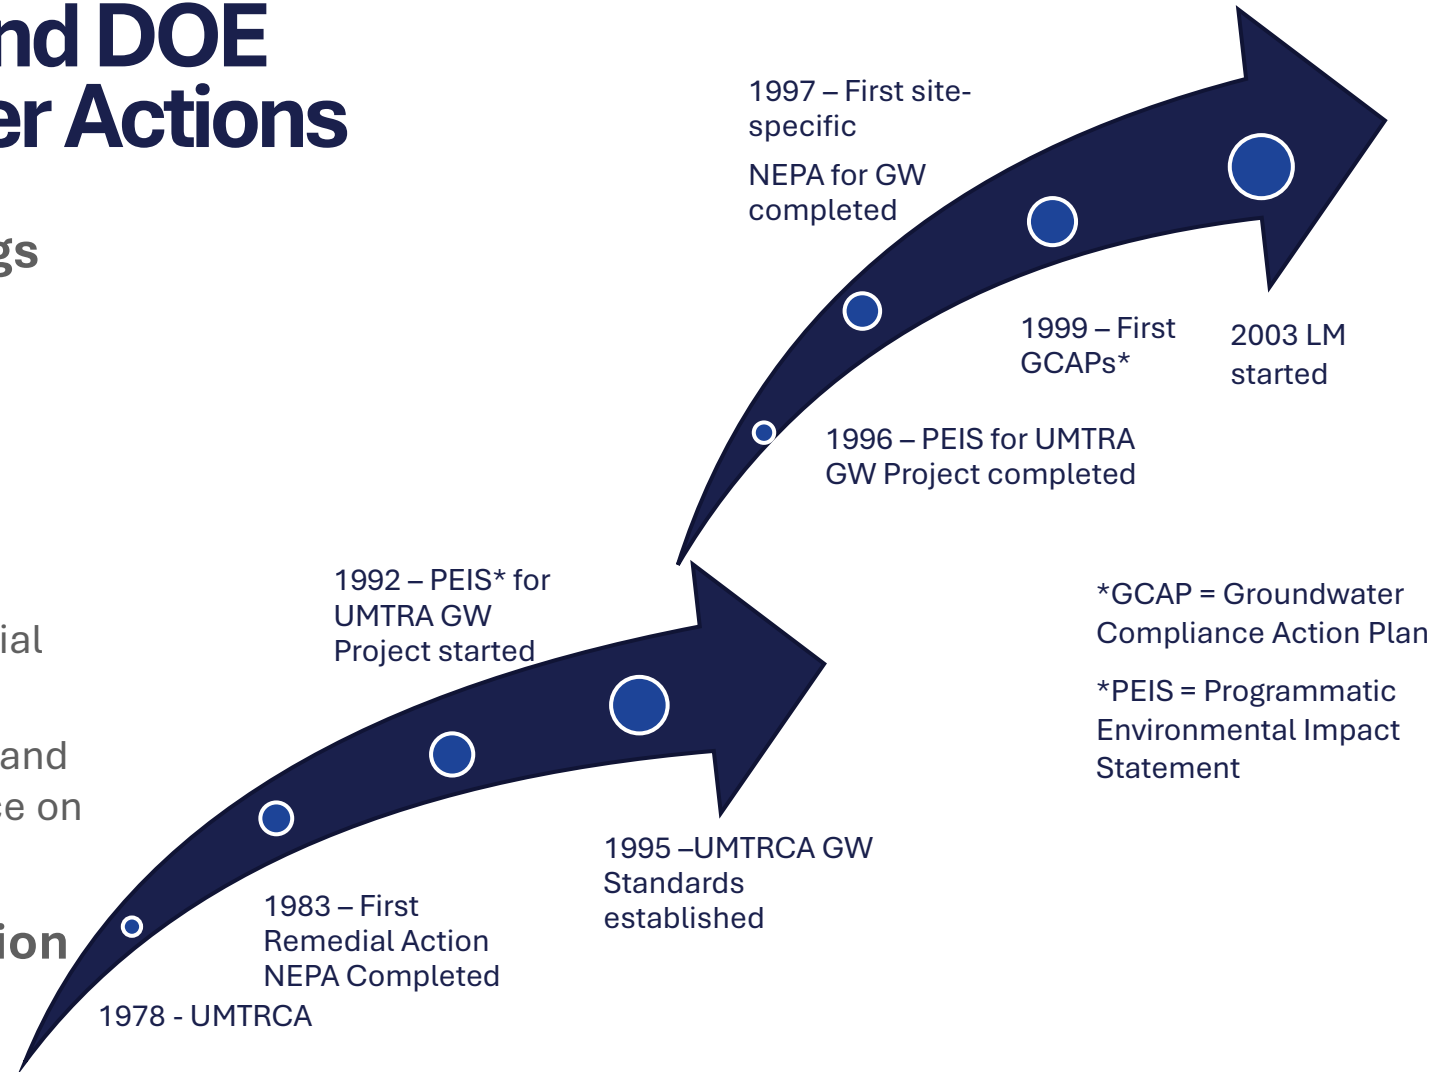 nd DOE
er Actions
gs
ial
and
ce on
ion
1997 – First site-
specific
NEPA for GW
completed
1999 – First
GCAPs*
2003 LM
started
1996 – PEIS for UMTRA
GW Project completed
1992 – PEIS* for
UMTRA GW
Project started
1995 –UMTRCA GW
Standards
established
1983 – First
Remedial Action
NEPA Completed
1978 - UMTRCA
*GCAP = Groundwater
Compliance Action Plan
*PEIS = Programmatic
Environmental Impact
Statement